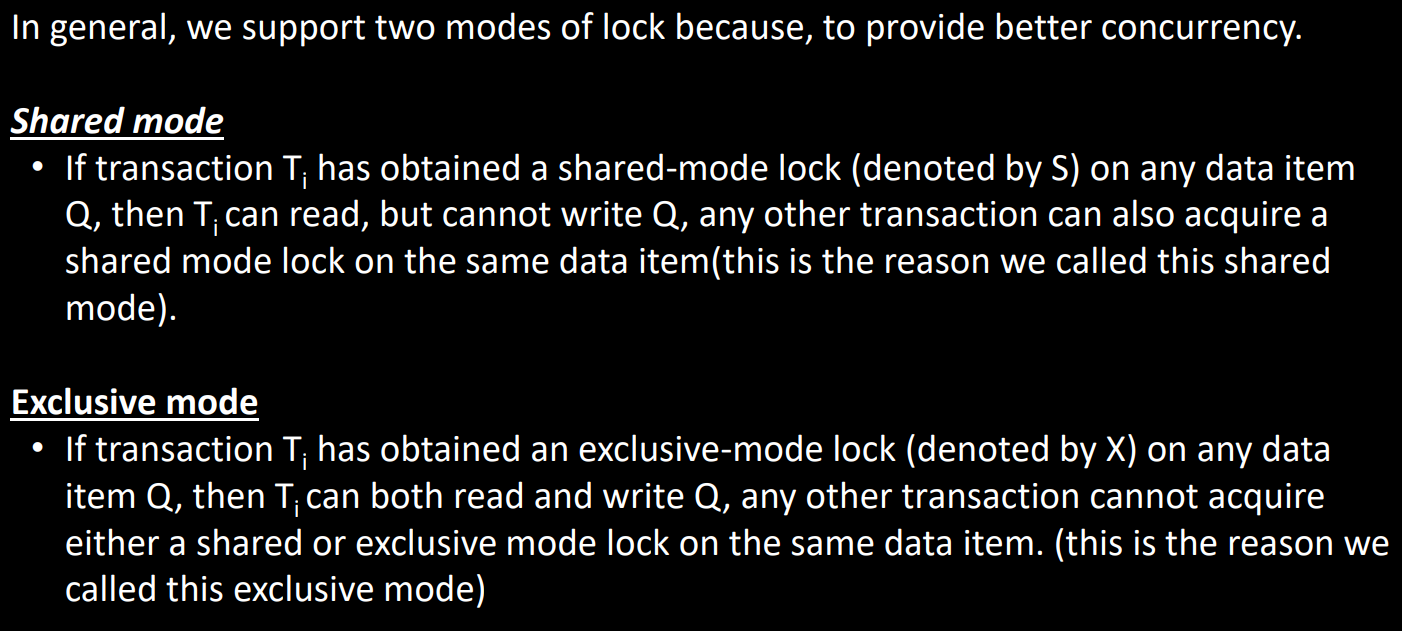 In general, we support two modes of lock because, to provide better concurrency.
Shared mode
• If transaction Ti has obtained a shared-mode lock (denoted by S) on any data item
Q, then Ti can read, but cannot write Q, any other transaction can also acquire a
shared mode lock on the same data item(this is the reason we called this shared
mode).
Exclusive mode
• If transaction Ti has obtained an exclusive-mode lock (denoted by X) on any data
item Q, then Ti can both read and write Q, any other transaction cannot acquire
either a shared or exclusive mode lock on the same data item. (this is the reason we
called this exclusive mode)